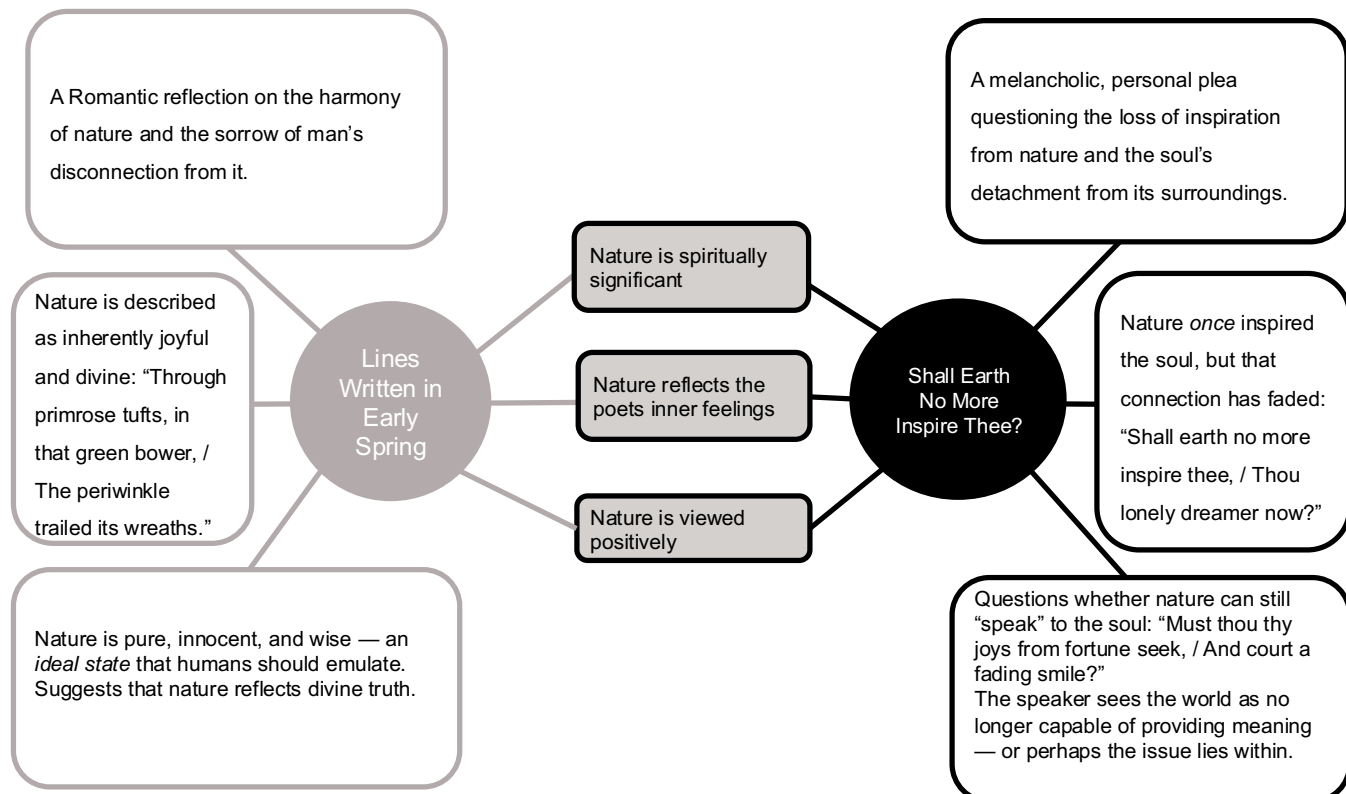 A Romantic reflection on the harmony
of nature and the sorrow of man’s
disconnection from it.
Nature is described
as inherently joyful
and divine: “Through
primrose tufts, in
that green bower, /
The periwinkle
trailed its wreaths.”
Nature is pure, innocent, and wise — an
ideal state that humans should emulate.
Suggests that nature reflects divine truth.
Lines
Written in
Early
Spring
Nature is spiritually
significant
Nature reflects the
poets inner feelings
Nature is viewed
positively
Shall Earth
No More
Inspire Thee?
A melancholic, personal plea
questioning the loss of inspiration
from nature and the soul’s
detachment from its surroundings.
Nature once inspired
the soul, but that
connection has faded:
“Shall earth no more
inspire thee, / Thou
lonely dreamer now?”
Questions whether nature can still
“speak” to the soul: “Must thou thy
joys from fortune seek, / And court a
fading smile?”
The speaker sees the world as no
longer capable of providing meaning
— or perhaps the issue lies within.